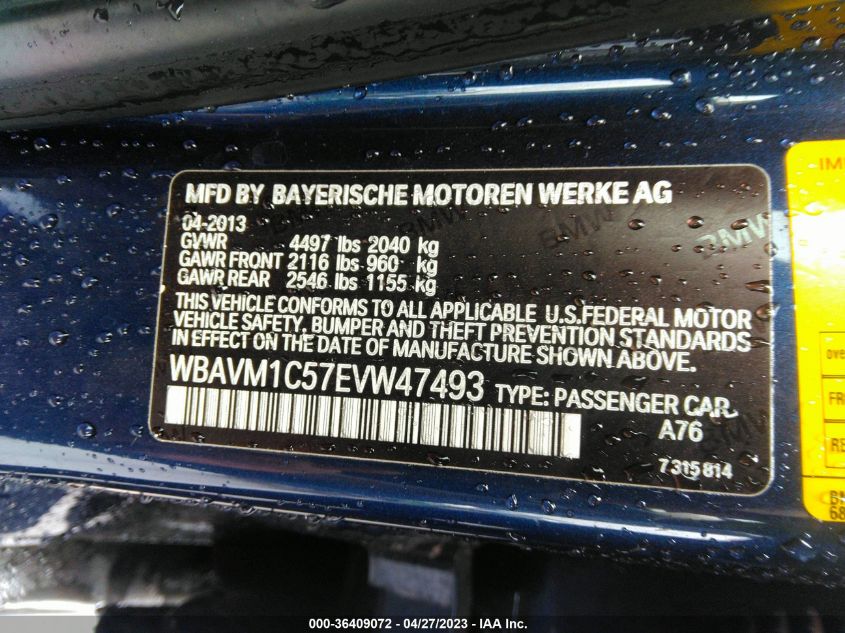 MFD BY BAYERISCHE MOTOREN WERKE AG
04-2013
GVWR 4497 lbs 2040 kg
GAWR FRONT 2116 lbs 960 kg
GAWR REAR 2546 lbs 1155 kg
THIS VEHICLE CONFORMS TO ALL APPLICABLE U.S.FEDERAL MOTOR
VEHICLE SAFETY, BUMPER AND THEFT PREVENTION STANDARDS
IN EFFECT ON THE DATE OF MANUFACTURE SHOWN ABOVE.
WBAVM1C57EVW47493 TYPE: PASSENGER CAR
A76
7 315 814
BMW
BMW
BMW
000-36409072 / 04/27/2023 / © IAA Inc.